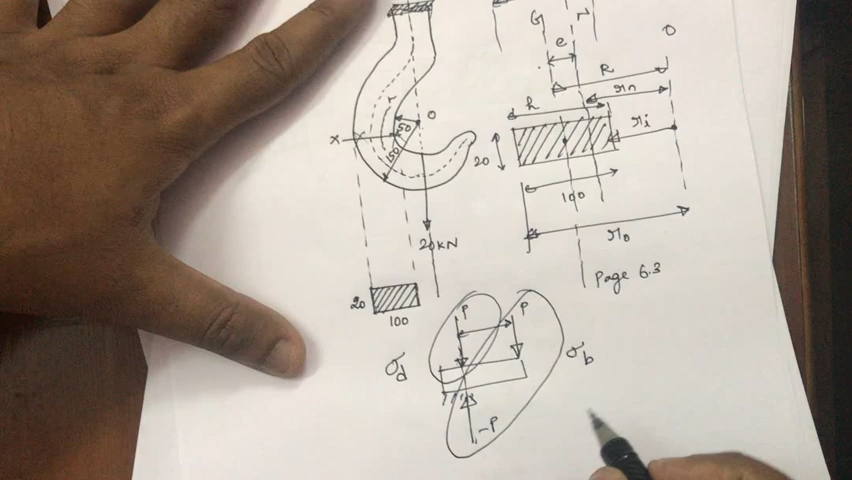 G
N
O
e
R
rn
h
ri
20
100
ro
Page 6.3
r
O
50
X
X
150
20KN
20
100
P
P
σd
σb
-P